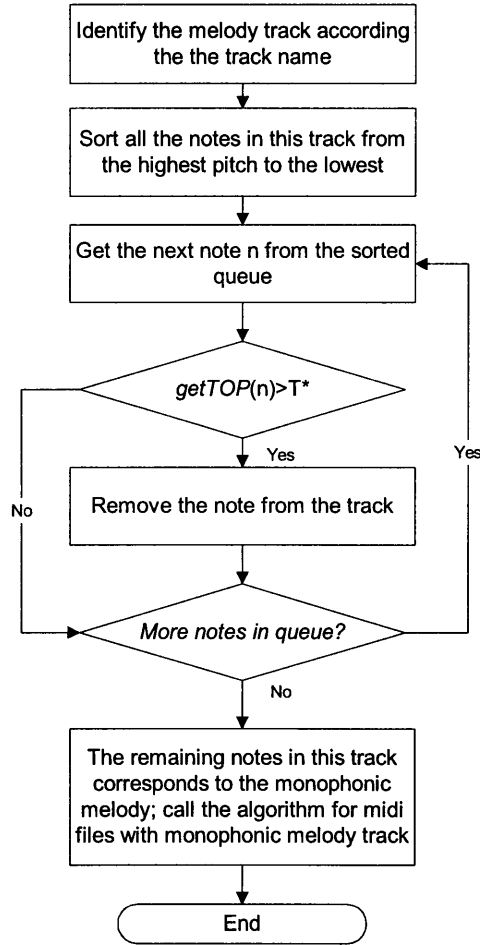 Identify the melody track according
the the track name
Sort all the notes in this track from
the highest pitch to the lowest
Get the next note n from the sorted
queue
getTOP(n)>T*
Yes
Yes
No
Remove the note from the track
More notes in queue?
No
The remaining notes in this track
corresponds to the monophonic
melody; call the algorithm for midi
files with monophonic melody track
End